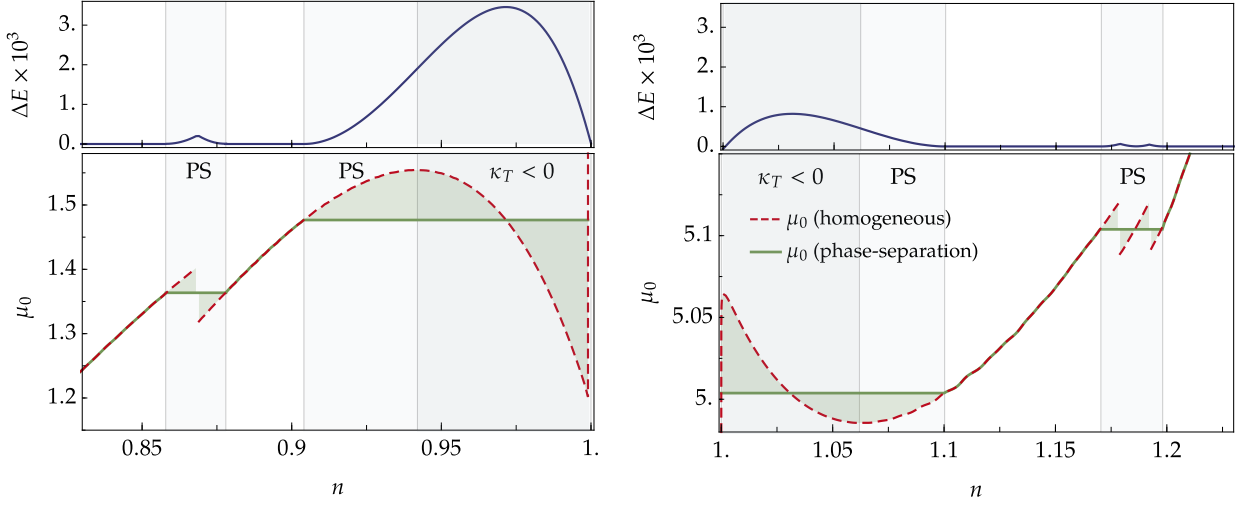 ΔE × 10³
3.
2.
1.
0.
PS
PS
κ_T < 0
μ₀
1.5
1.4
1.3
1.2
0.85
0.9
0.95
1.
n
ΔE × 10³
3.
2.
1.
0.
κ_T < 0
PS
PS
μ₀ (homogeneous)
μ₀ (phase-separation)
μ₀
5.1
5.05
5.
1.
1.05
1.1
1.15
1.2
n